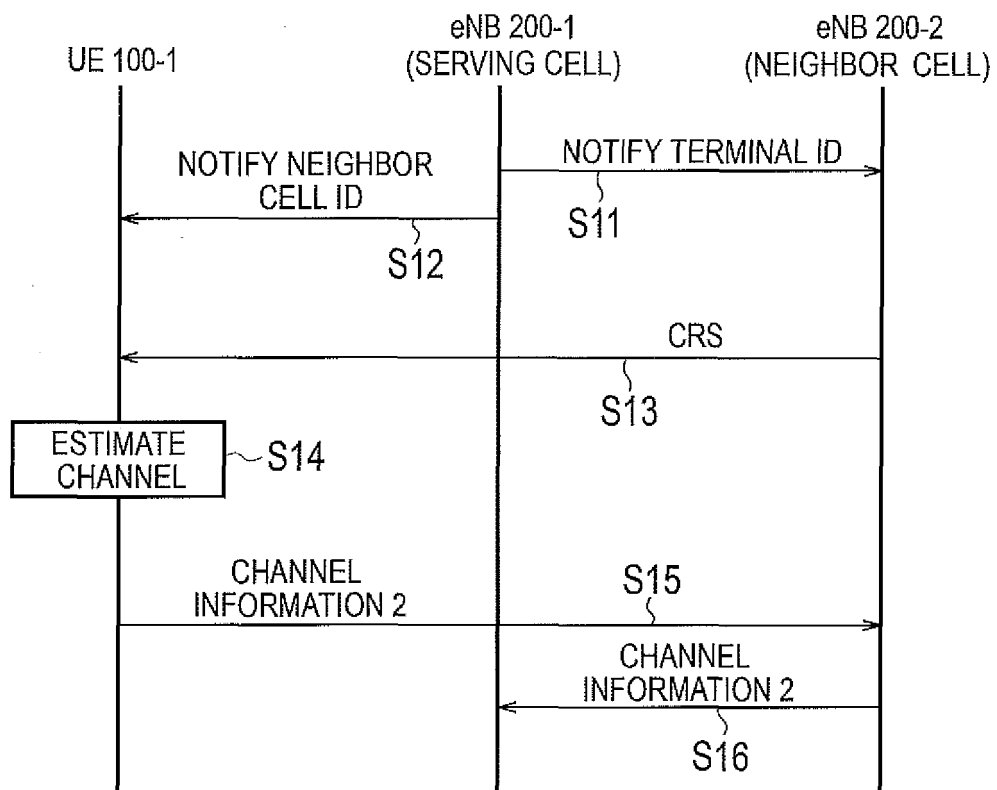 UE 100-1
eNB 200-1
(SERVING CELL)
eNB 200-2
(NEIGHBOR CELL)
NOTIFY TERMINAL ID
S11
NOTIFY NEIGHBOR
CELL ID
S12
CRS
S13
ESTIMATE
CHANNEL
S14
CHANNEL
INFORMATION 2
S15
CHANNEL
INFORMATION 2
S16